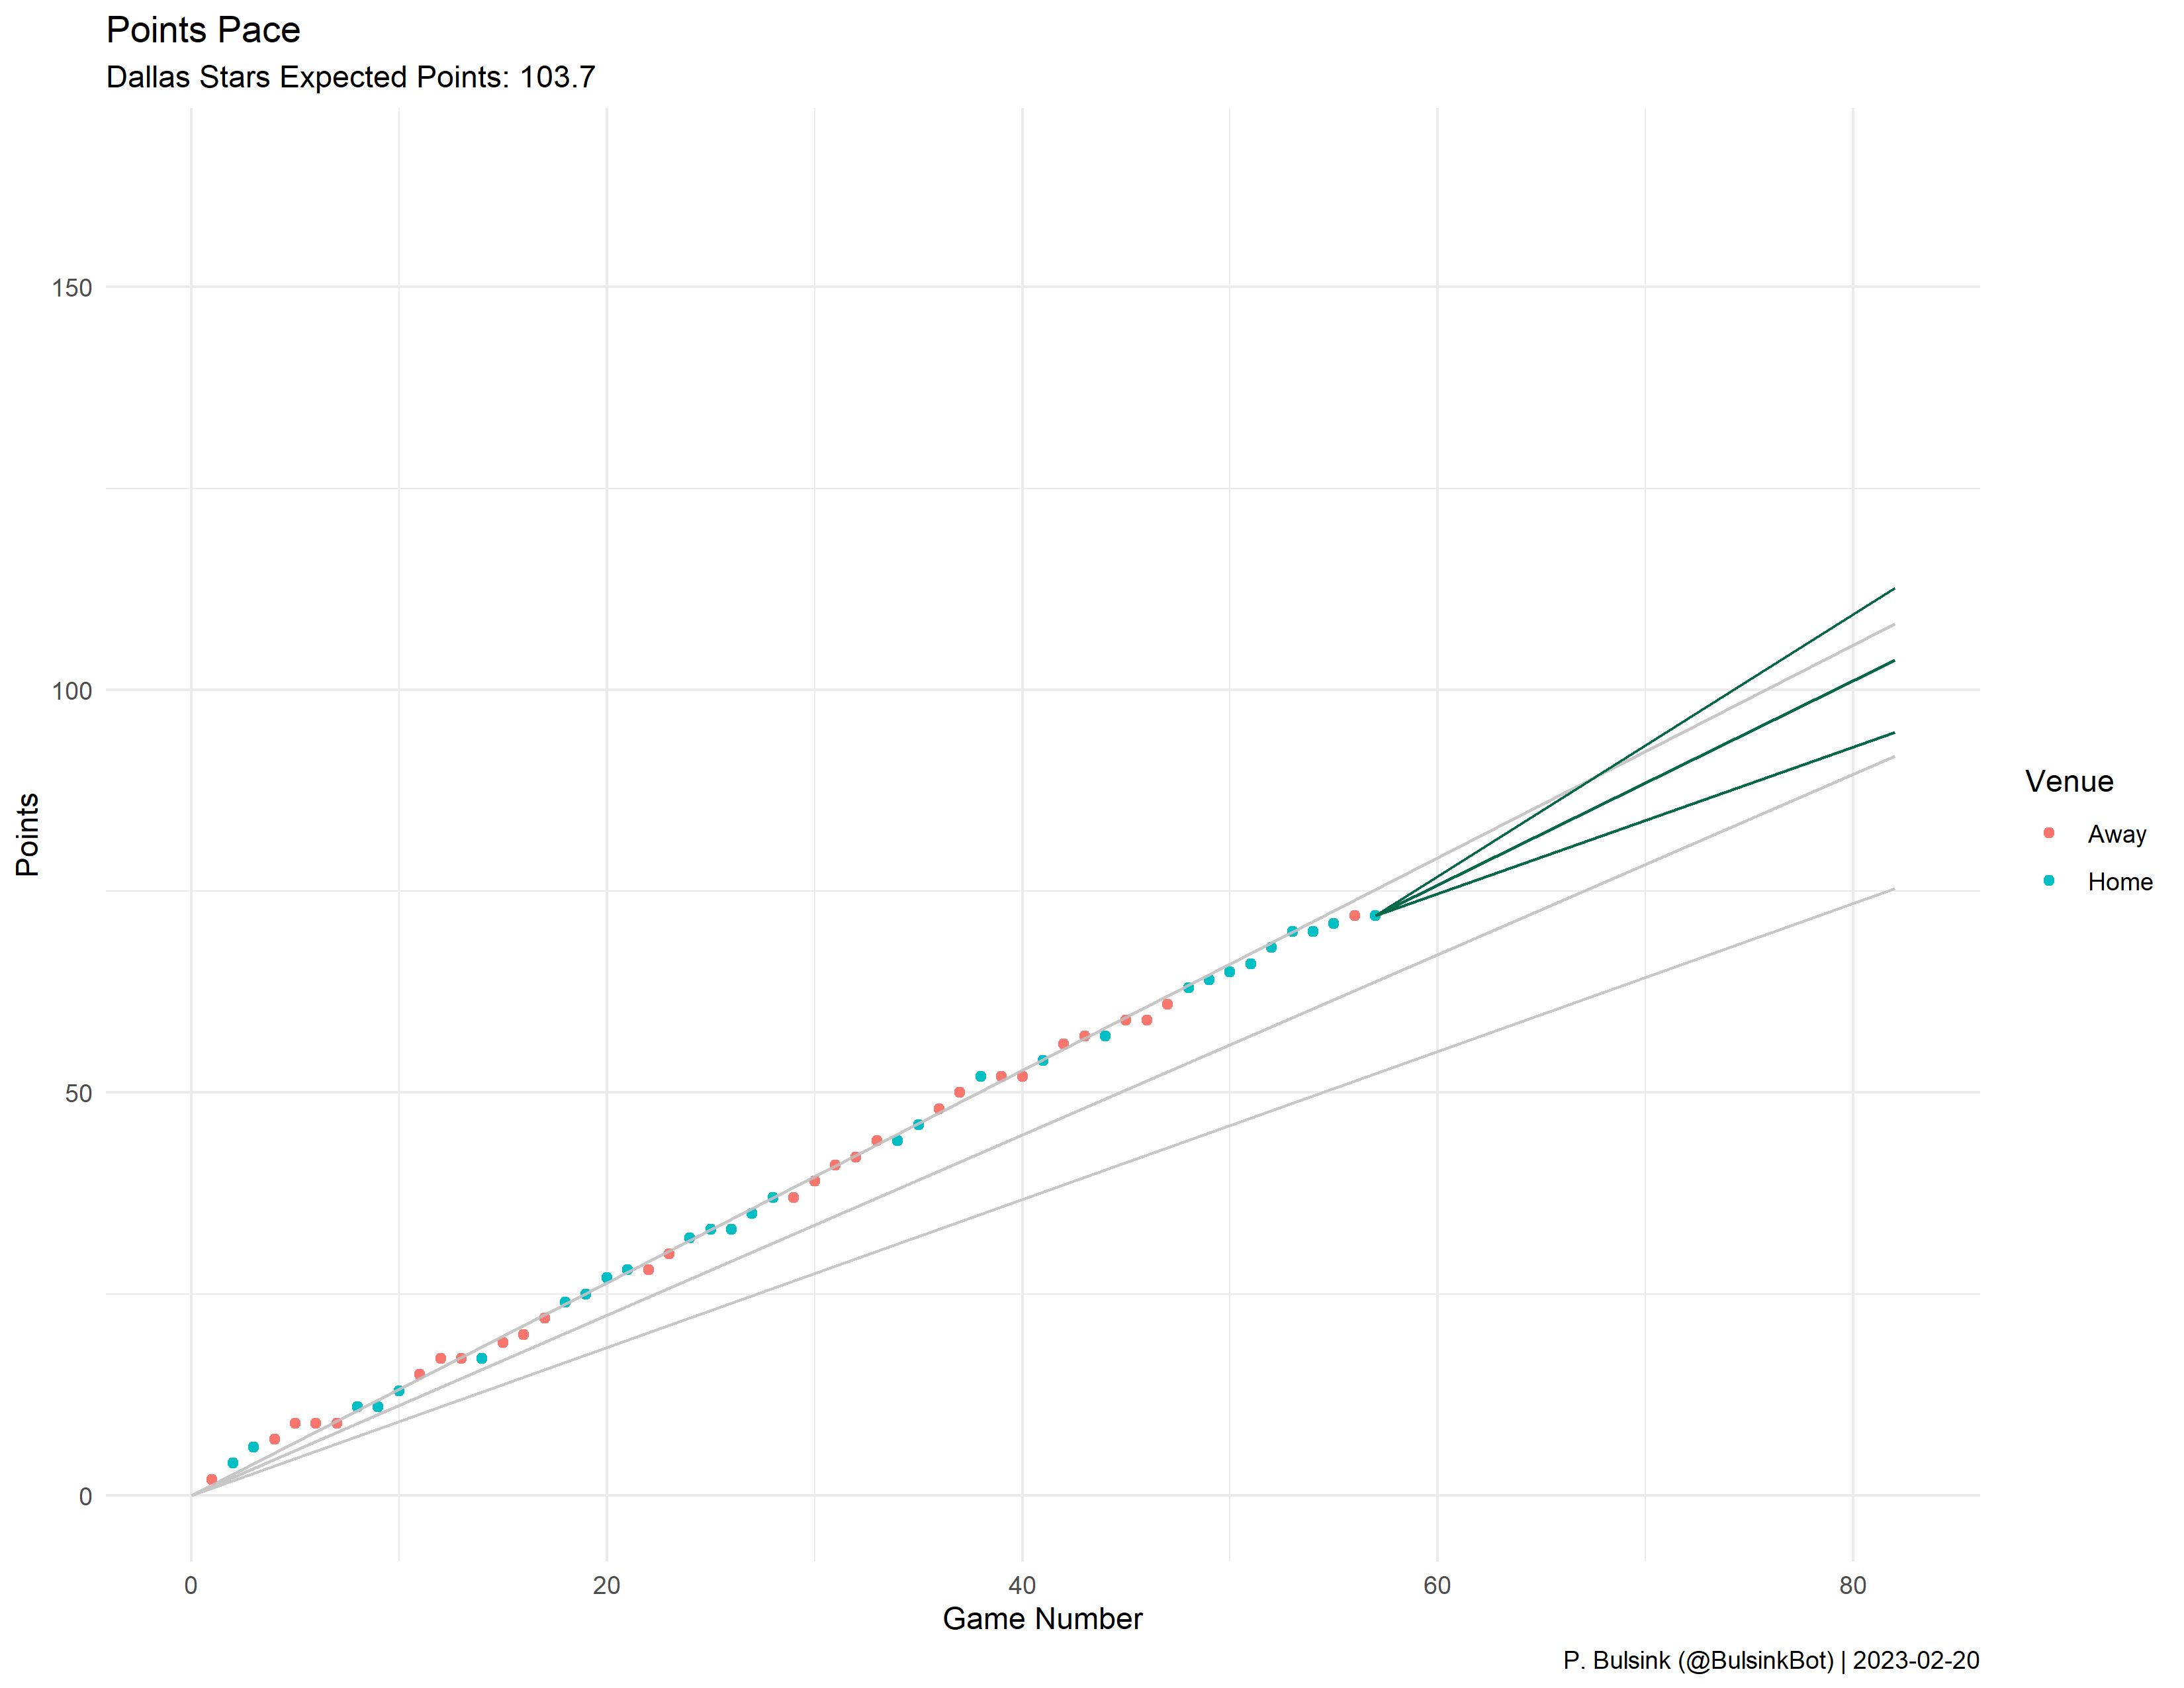 Points Pace
Dallas Stars Expected Points: 103.7
150
100
50
0
Points
0 20 40 60 80
Game Number
Venue
Away
Home
P. Bulsink (@BulsinkBot) | 2023-02-20